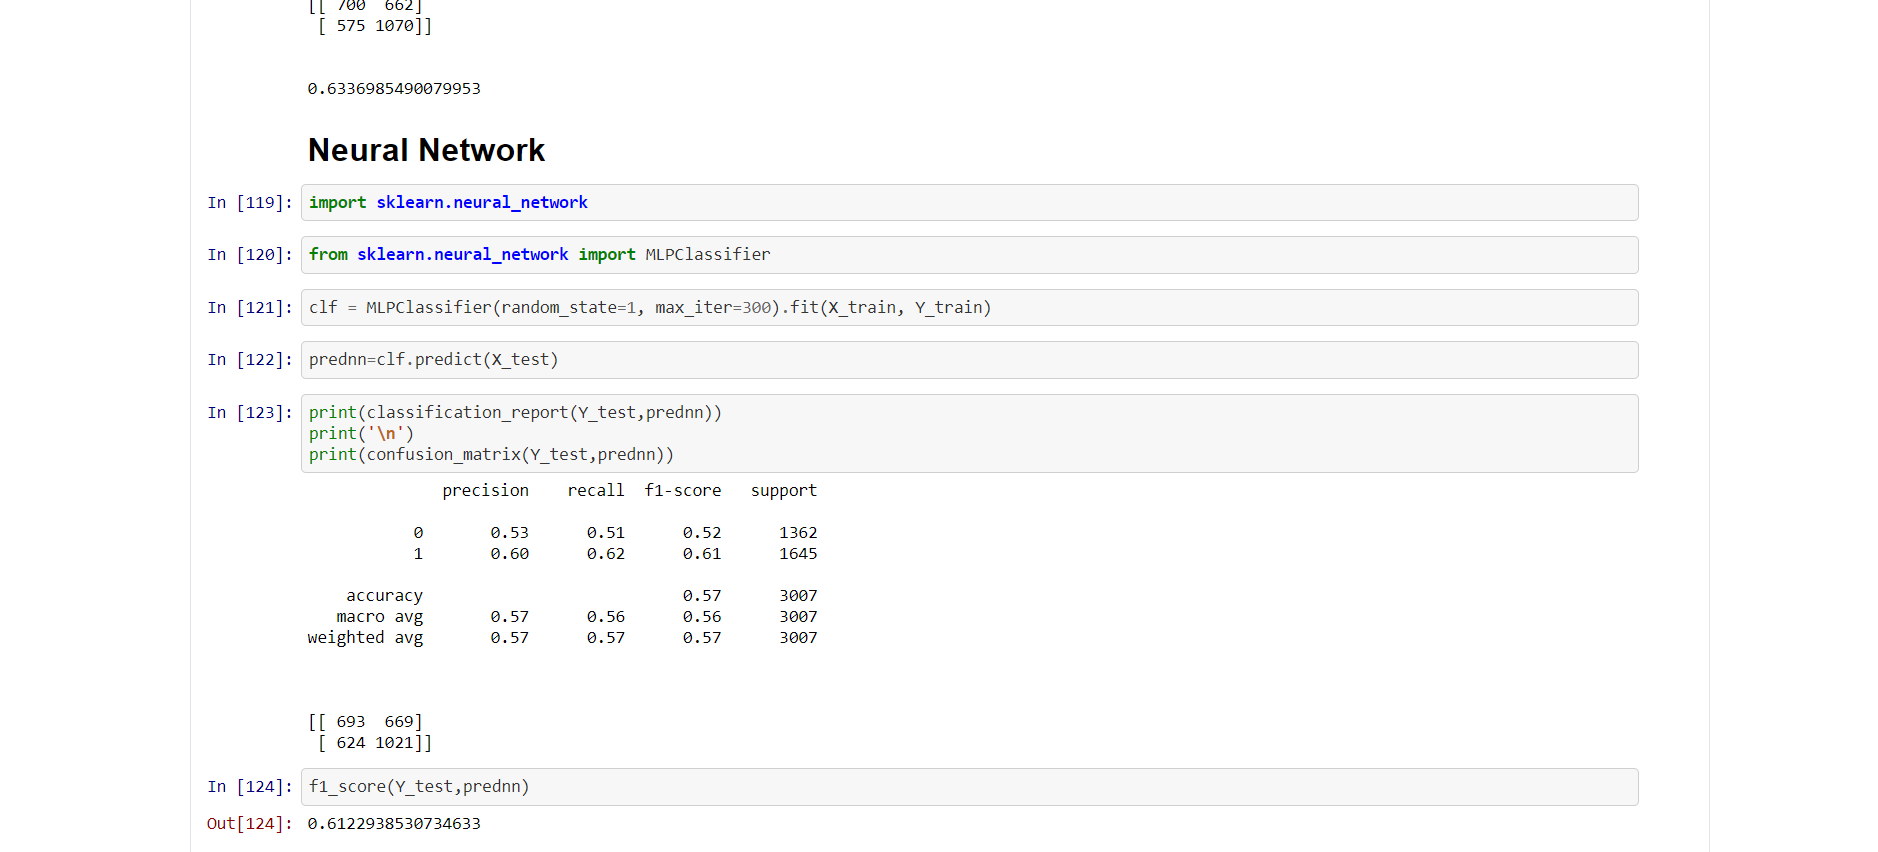 [[ 700  662]
 [ 575 1070]]
0.6336985490079953
Neural Network
In [119]: import sklearn.neural_network
In [120]: from sklearn.neural_network import MLPClassifier
In [121]: clf = MLPClassifier(random_state=1, max_iter=300).fit(X_train, Y_train)
In [122]: prednn=clf.predict(X_test)
In [123]: print(classification_report(Y_test,prednn))
print('\n')
print(confusion_matrix(Y_test,prednn))
precision    recall  f1-score   support
0       0.53      0.51      0.52      1362
1       0.60      0.62      0.61      1645
accuracy                           0.57      3007
macro avg       0.57      0.56      0.56      3007
weighted avg       0.57      0.57      0.57      3007
[[ 693  669]
 [ 624 1021]]
In [124]: f1_score(Y_test,prednn)
Out[124]: 0.6122938530734633